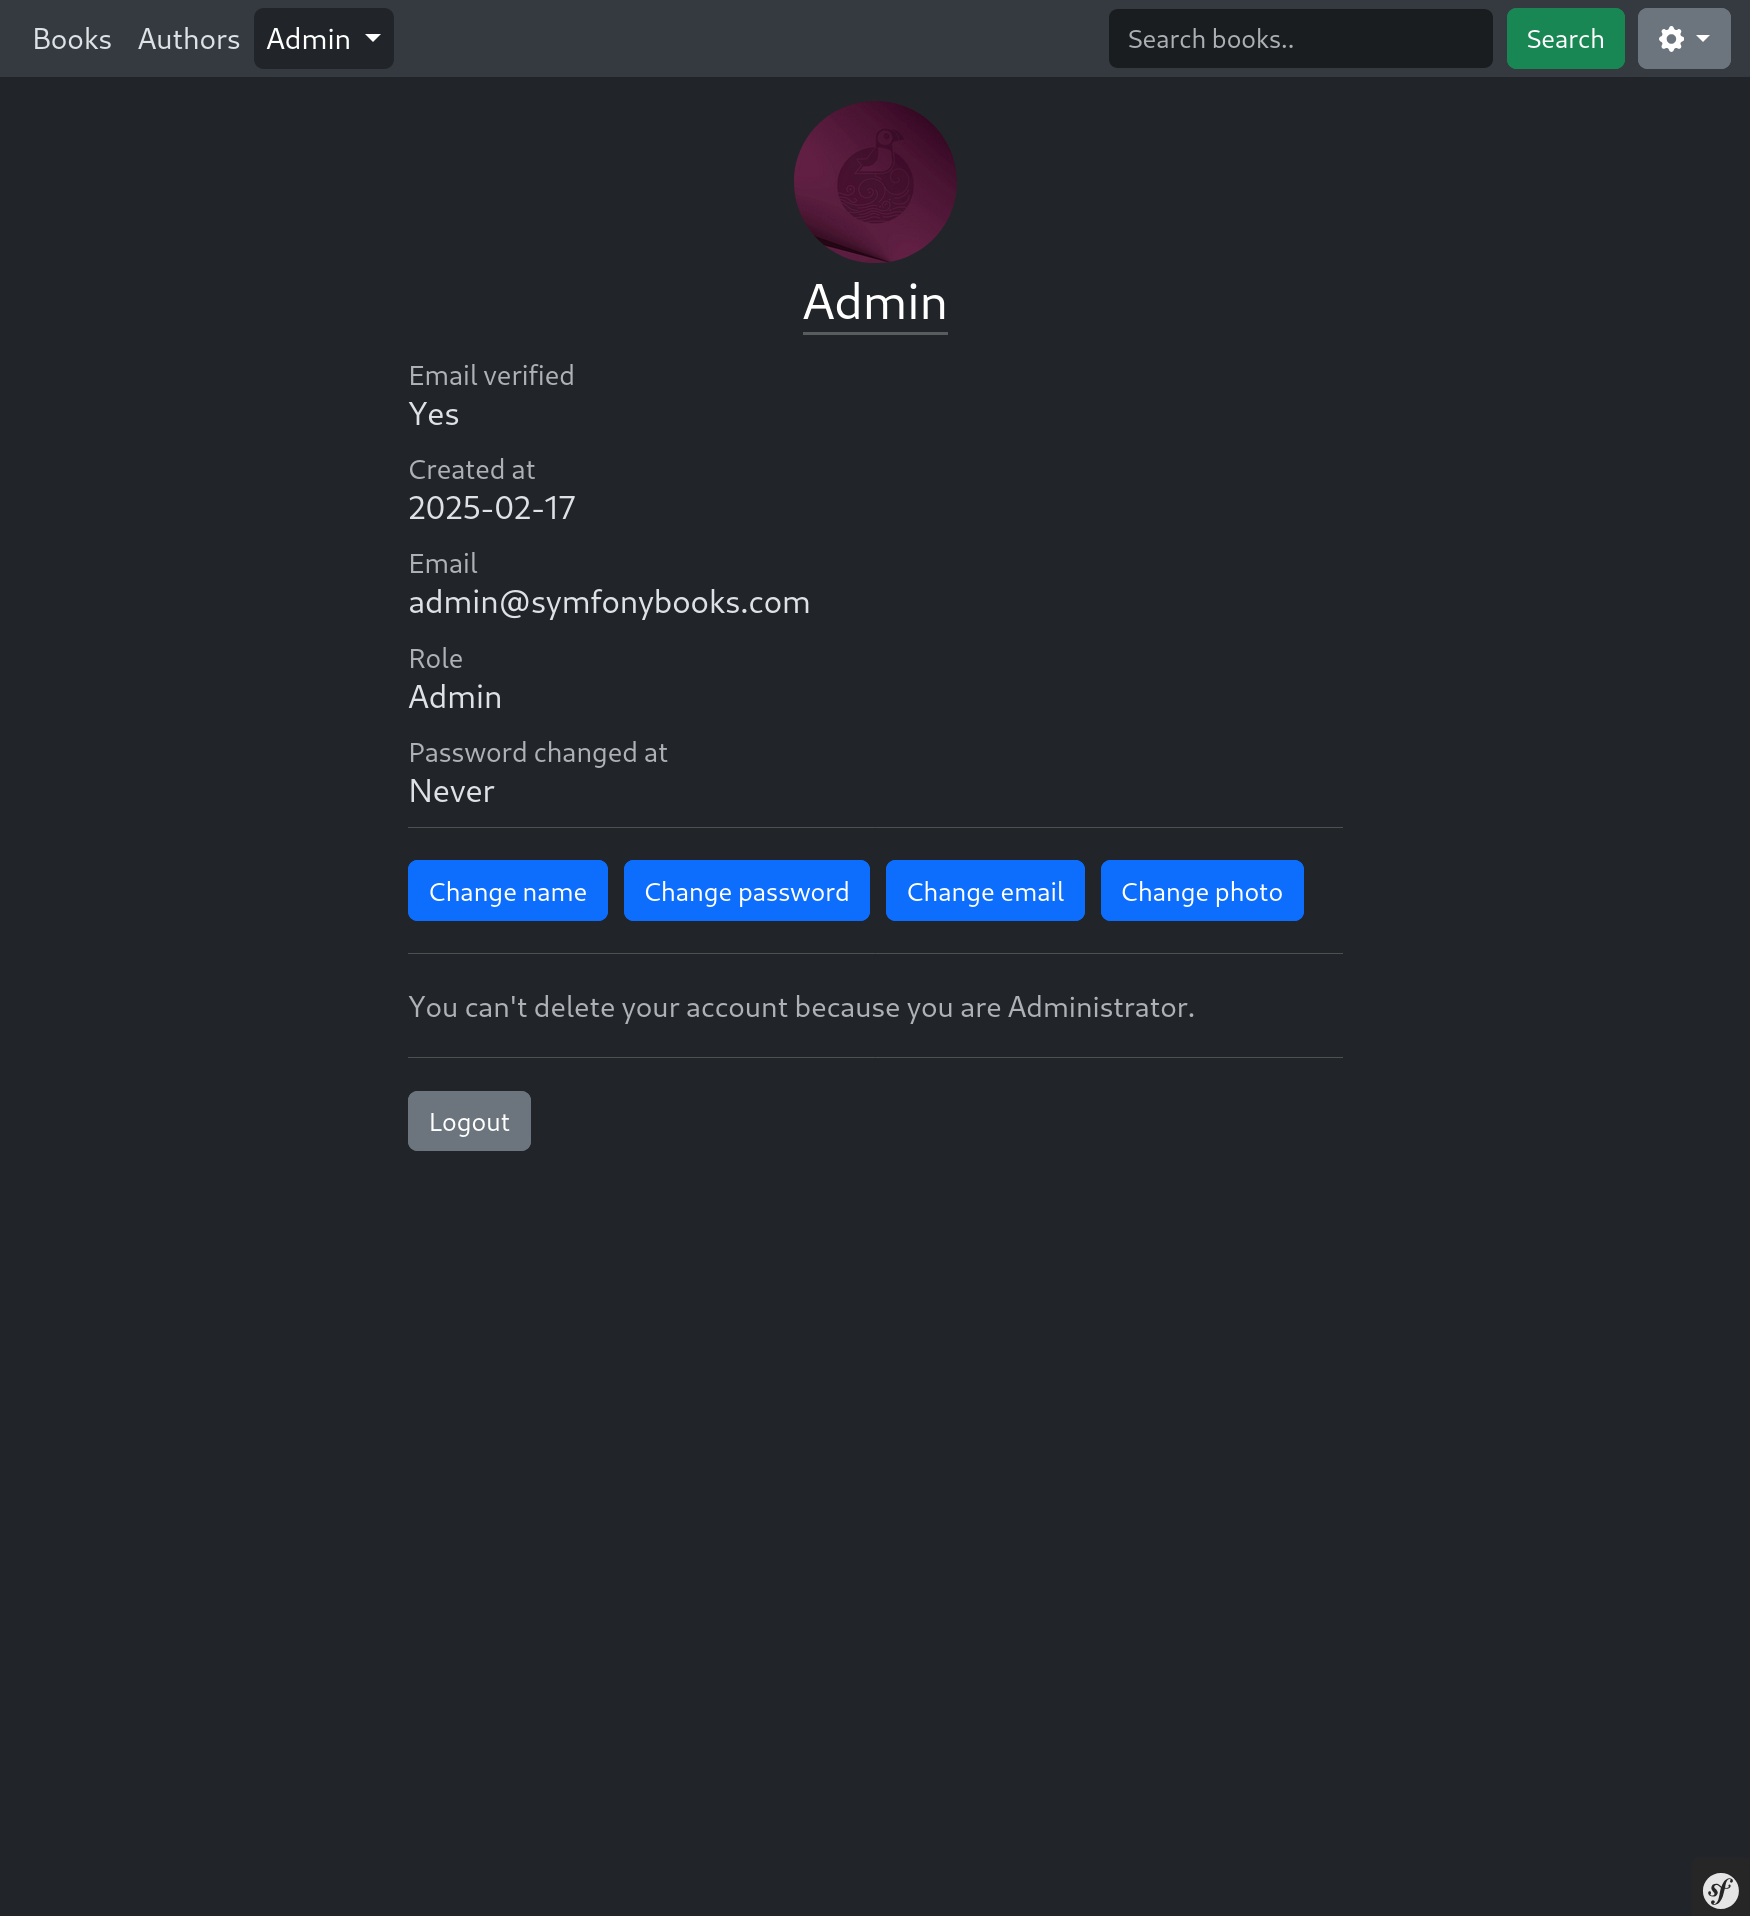 Books Authors Admin Search books.. Search
Admin
Email verified
Yes
Created at
2025-02-17
Email
admin@symfonybooks.com
Role
Admin
Password changed at
Never
Change name Change password Change email Change photo
You can't delete your account because you are Administrator.
Logout
sf